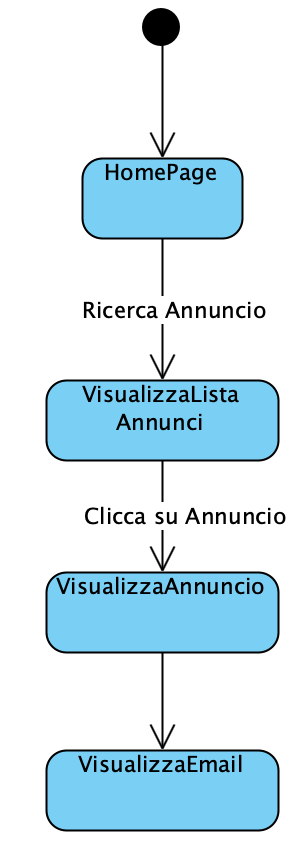 HomePage
Ricerca Annuncio
VisualizzaLista
Annunci
Clicca su Annuncio
VisualizzaAnnuncio
VisualizzaEmail